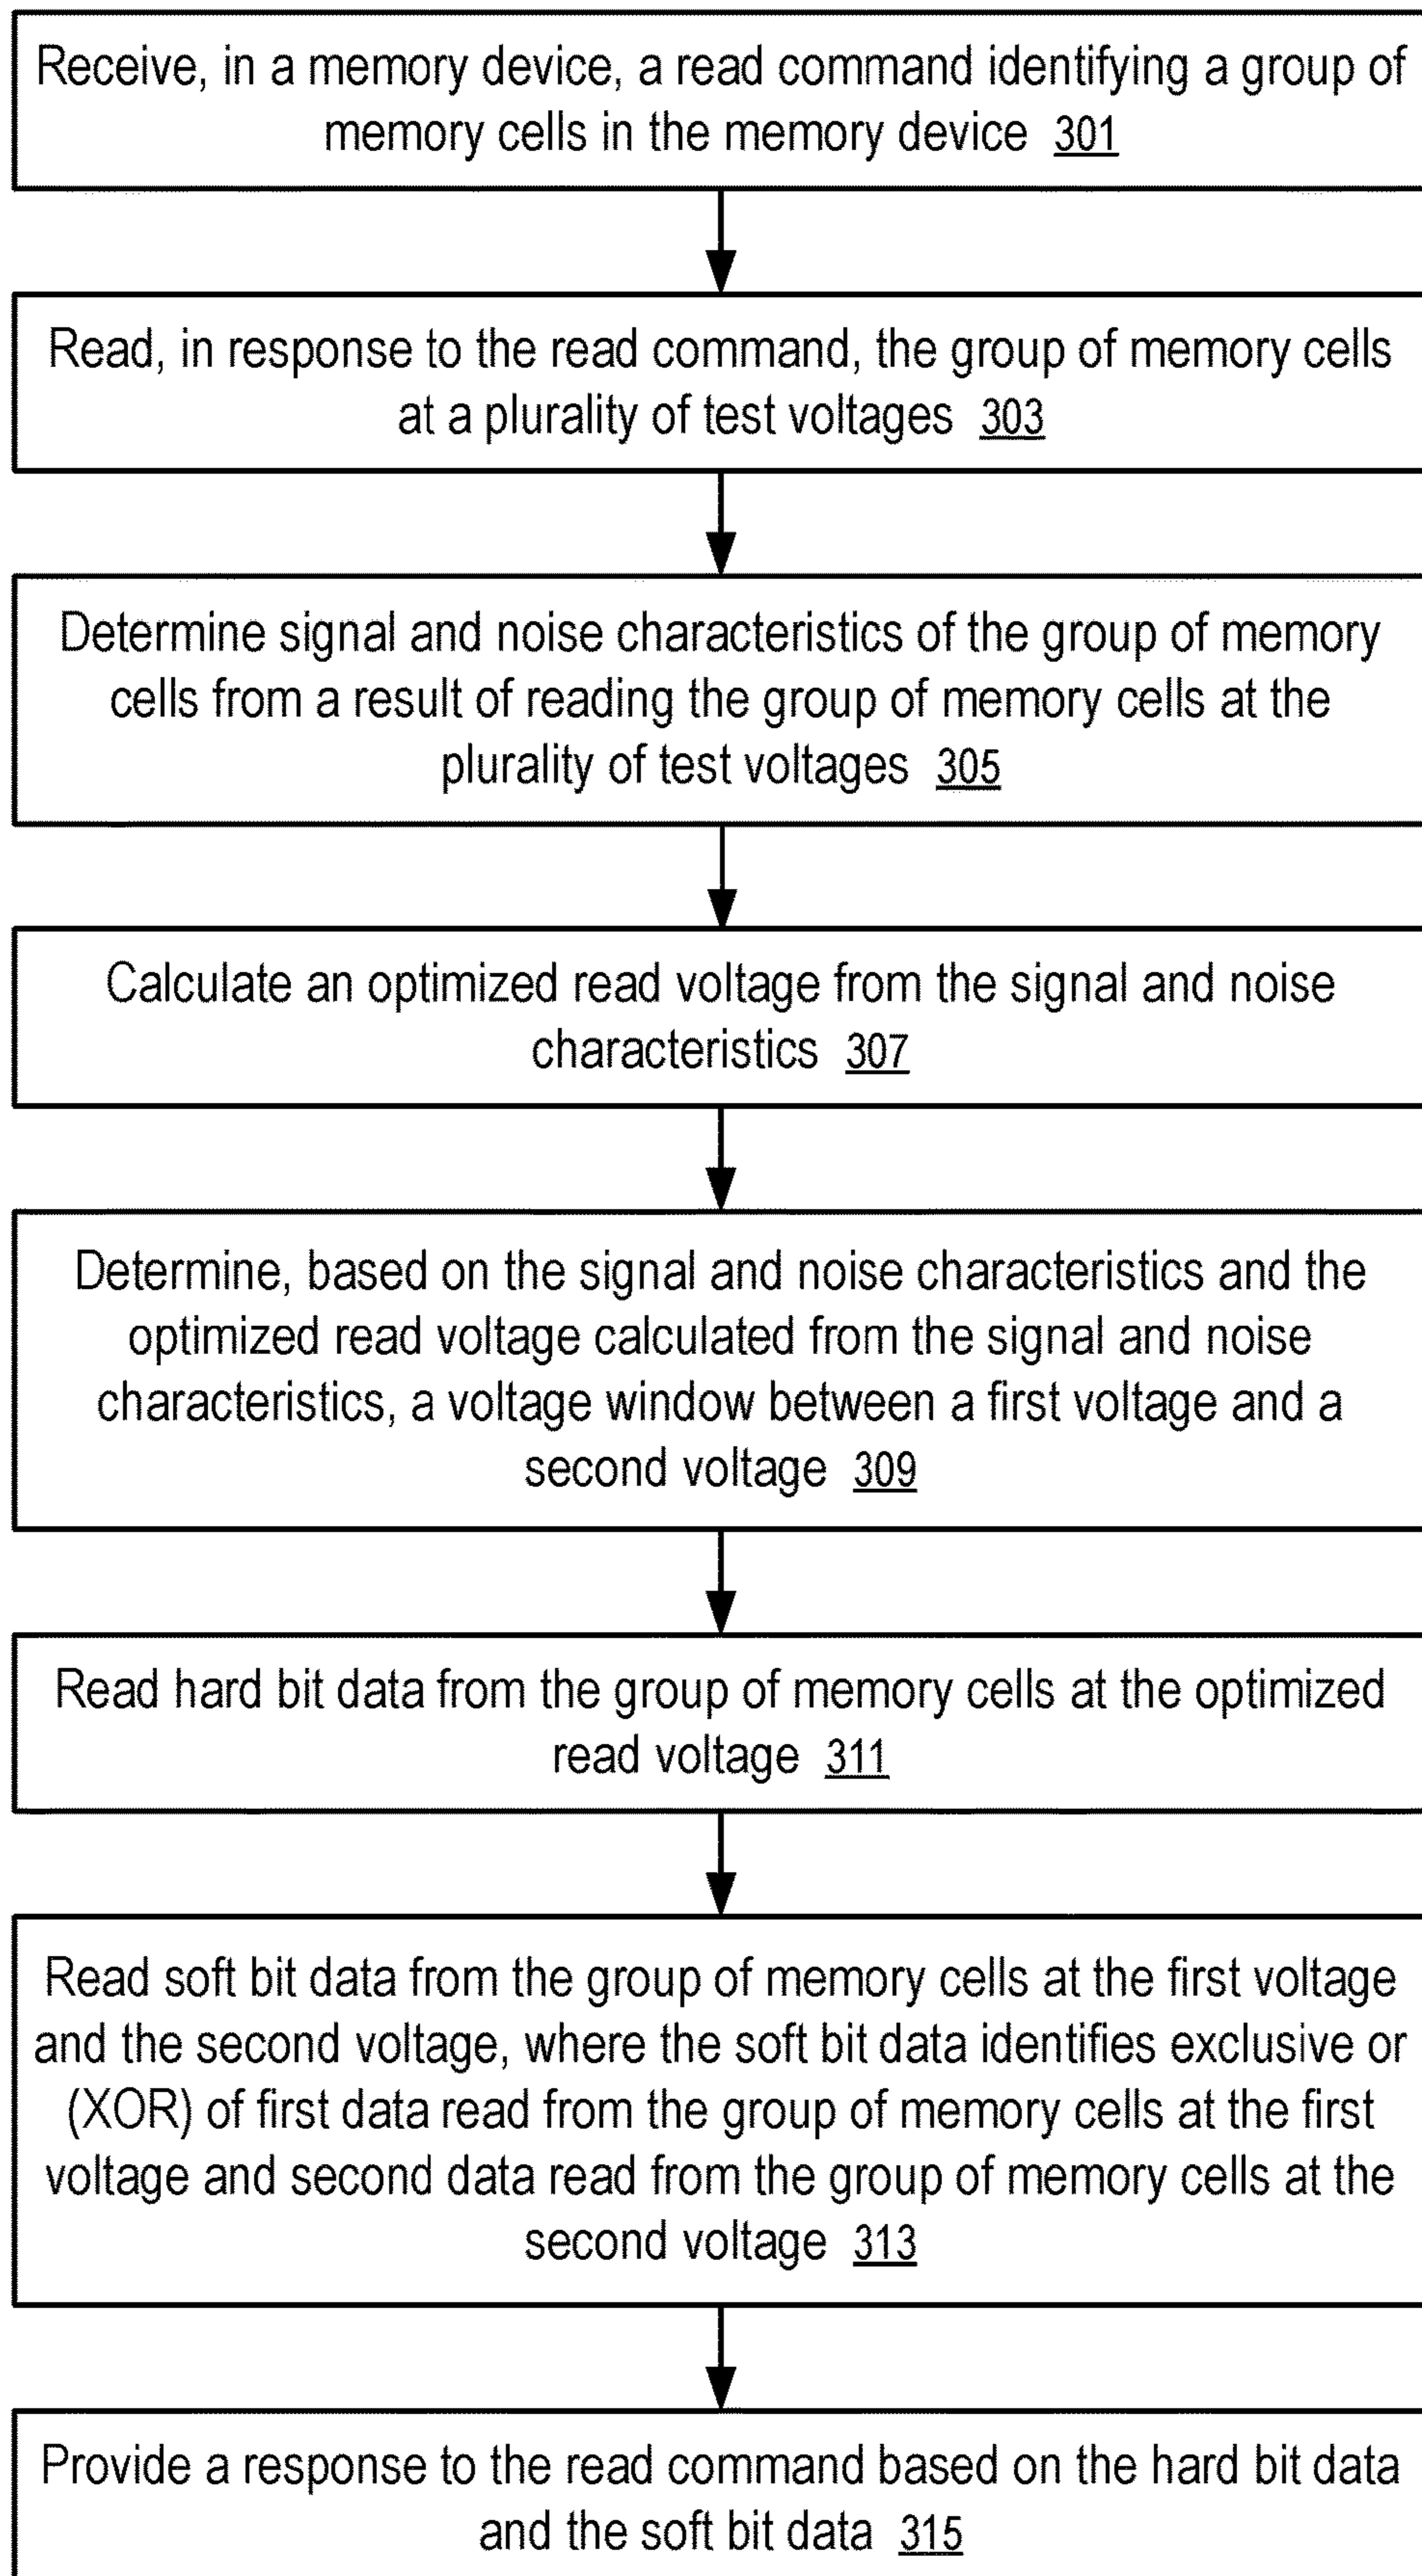 Receive, in a memory device, a read command identifying a group of
memory cells in the memory device 301
Read, in response to the read command, the group of memory cells
at a plurality of test voltages 303
Determine signal and noise characteristics of the group of memory
cells from a result of reading the group of memory cells at the
plurality of test voltages 305
Calculate an optimized read voltage from the signal and noise
characteristics 307
Determine, based on the signal and noise characteristics and the
optimized read voltage calculated from the signal and noise
characteristics, a voltage window between a first voltage and a
second voltage 309
Read hard bit data from the group of memory cells at the optimized
read voltage 311
Read soft bit data from the group of memory cells at the first voltage
and the second voltage, where the soft bit data identifies exclusive or
(XOR) of first data read from the group of memory cells at the first
voltage and second data read from the group of memory cells at the
second voltage 313
Provide a response to the read command based on the hard bit data
and the soft bit data 315